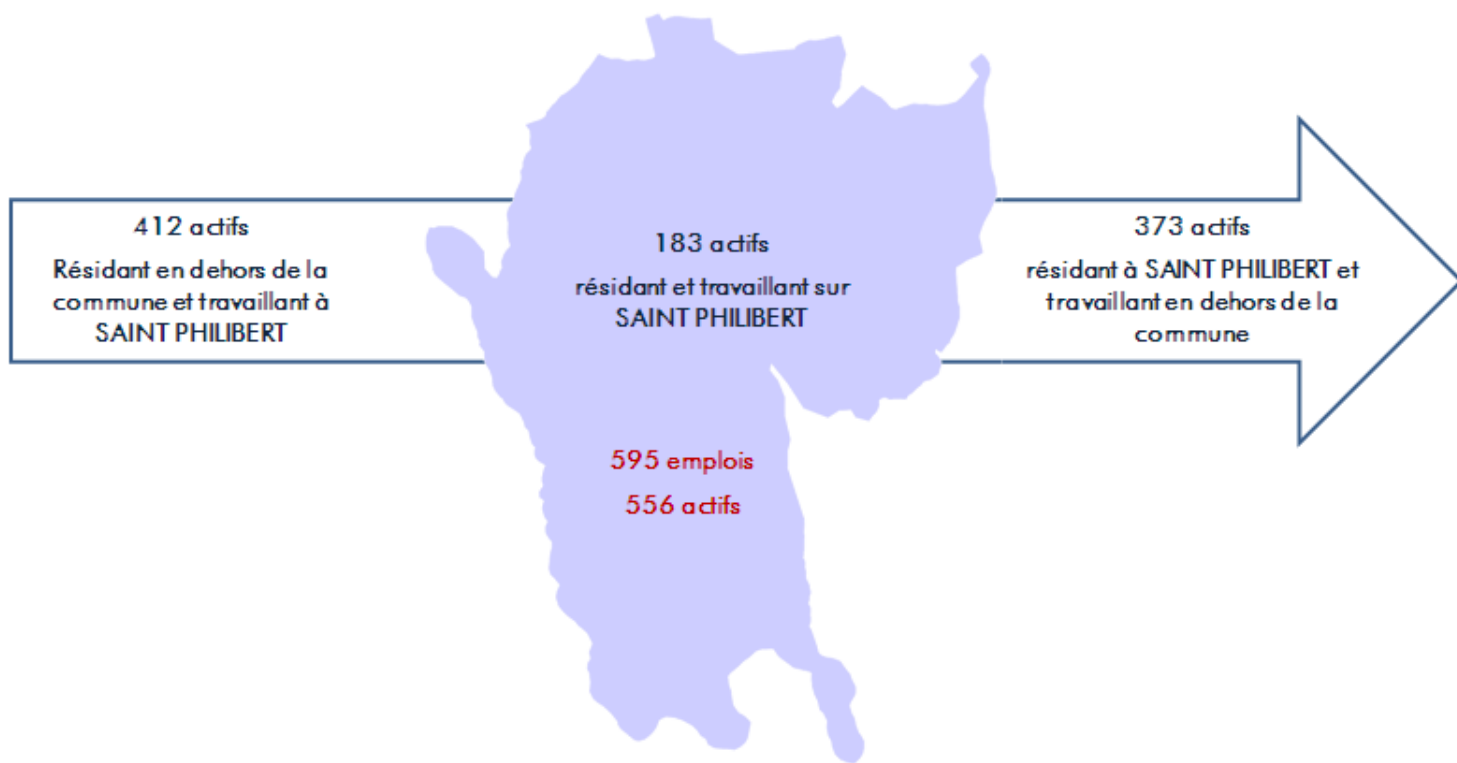 412 actifs
Résidant en dehors de la
commune et travaillant à
SAINT PHILIBERT
183 actifs
résidant et travaillant sur
SAINT PHILIBERT
595 emplois
556 actifs
373 actifs
résidant à SAINT PHILIBERT et
travaillant en dehors de la
commune